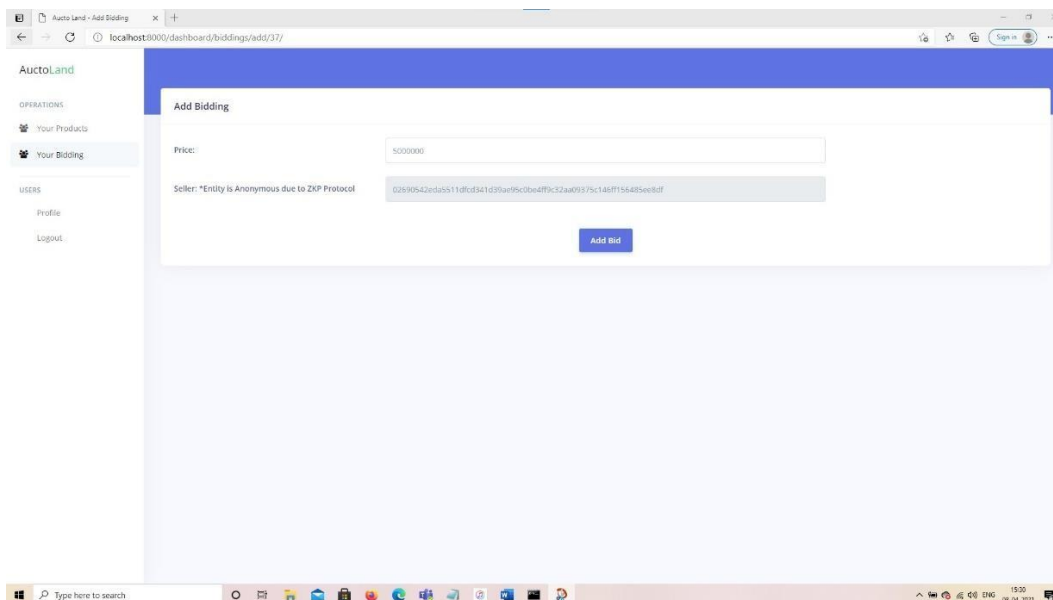 Aucto Land - Add Bidding
localhost:8000/dashboard/biddings/add/37/
Sign in
AuctoLand
OPERATIONS
Your Products
Your Bidding
USERS
Profile
Logout
Add Bidding
Price:
5000000
Seller: *Entity is Anonymous due to ZKP Protocol
Add Bid
Type here to search
ENG
15:00